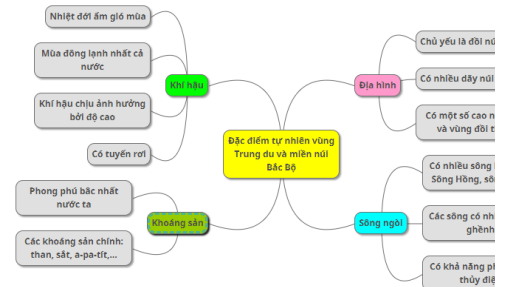 Nhiệt đới ẩm gió mùa
Mùa đông lạnh nhất cả
nước
Khí hậu chịu ảnh hưởng
bởi độ cao
Có tuyết rơi
Khí hậu
Phong phú bâc nhất
nước ta
Các khoáng sản chính:
than, sắt, a-pa-tít,...
Khoáng sản
Đặc điểm tự nhiên vùng
Trung du và miền núi
Bắc Bộ
Địa hình
Chủ yếu là đồi
Có nhiều dãy núi
Có một số cao
và vùng đồi
Sông ngòi
Có nhiều sông
Sông Hồng,
Các sông có
ghềnh
Có khả năng
thủy